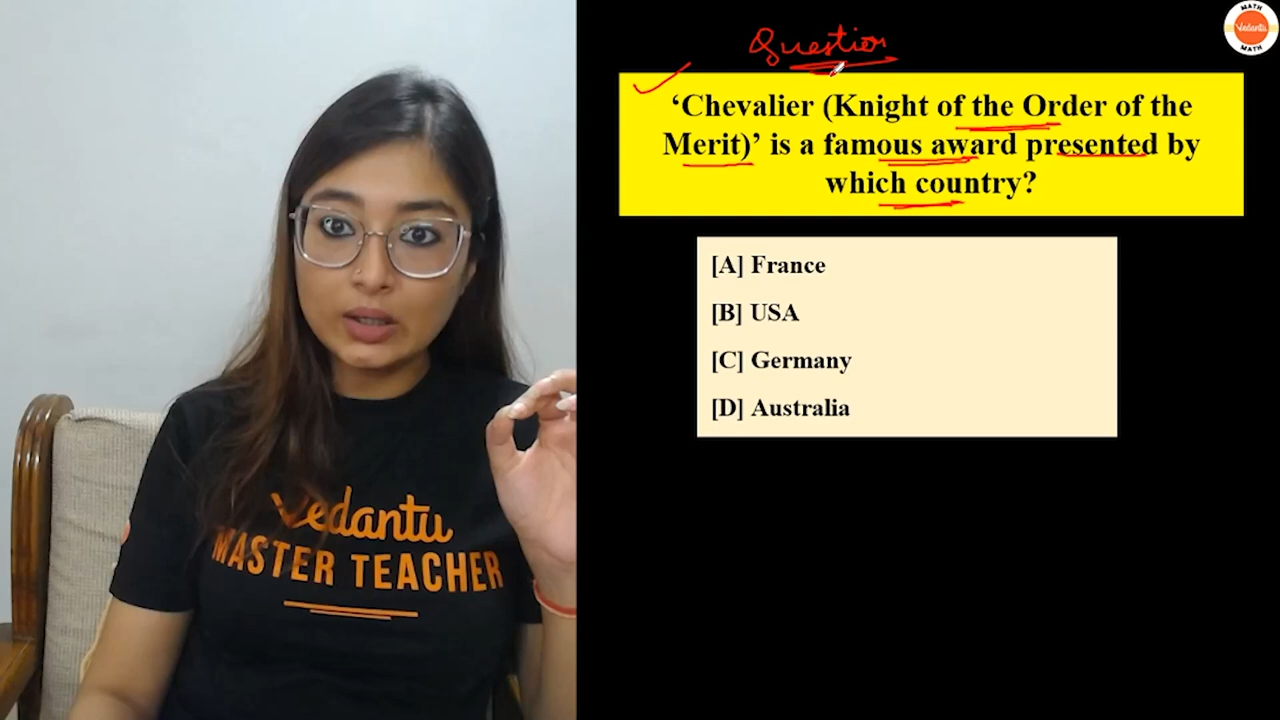 MATH
Vedantu
MATH
Question
‘Chevalier (Knight of the Order of the
Merit)’ is a famous award presented by
which country?
[A] France
[B] USA
[C] Germany
[D] Australia
Vedantu
MASTER TEACHER